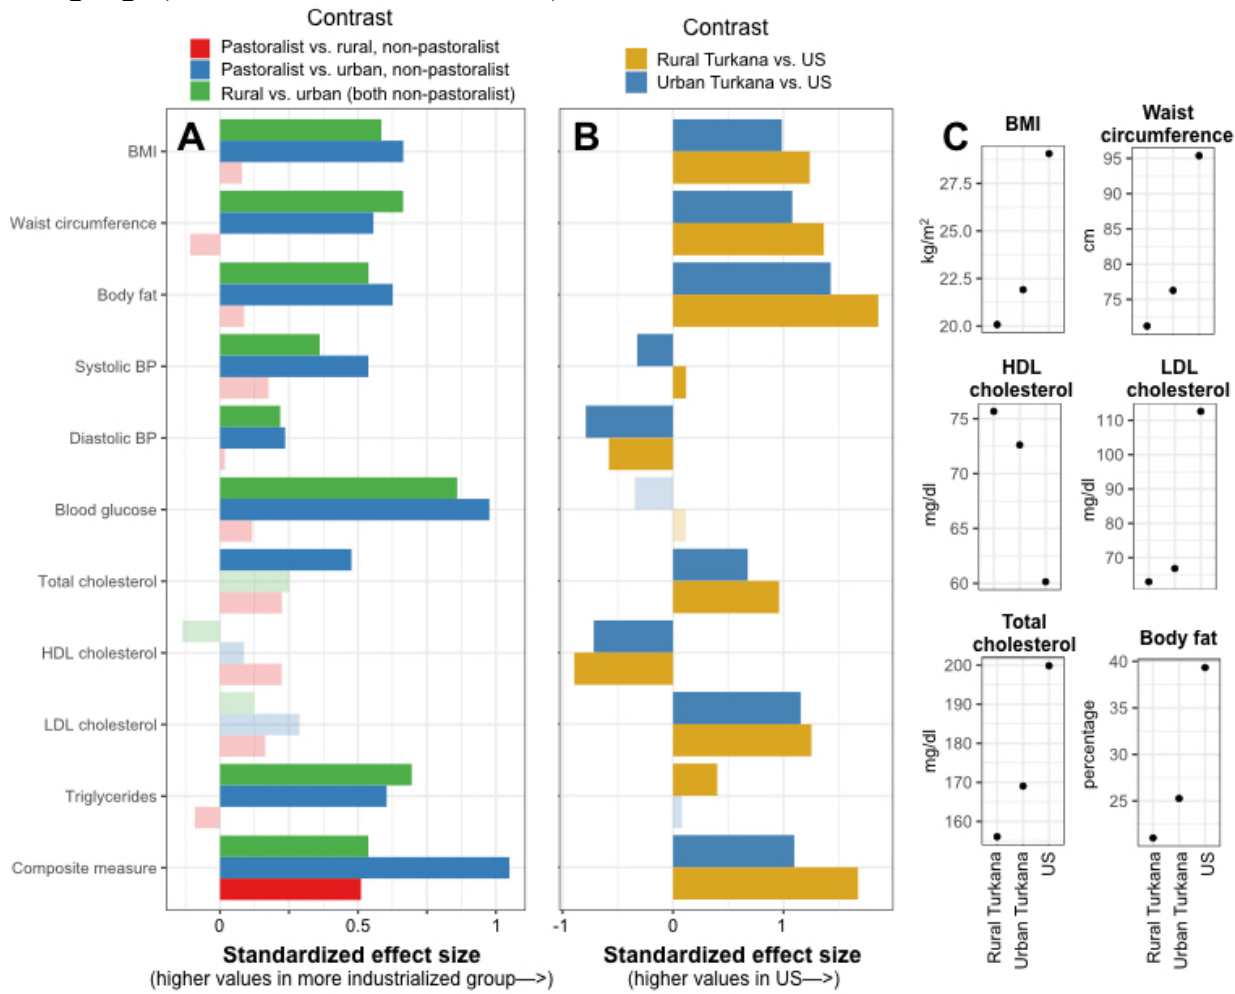 Contrast
Pastoralist vs. rural, non-pastoralist
Pastoralist vs. urban, non-pastoralist
Rural vs. urban (both non-pastoralist)
A
BMI
Waist circumference
Body fat
Systolic BP
Diastolic BP
Blood glucose
Total cholesterol
HDL cholesterol
LDL cholesterol
Triglycerides
Composite measure
0 0.5 1
Standardized effect size
(higher values in more industrialized group—>)
Contrast
Rural Turkana vs. US
Urban Turkana vs. US
B
-1 0 1
Standardized effect size
(higher values in US—>)
C
BMI
kg/m²
27.5
25.0
22.5
20.0
Waist
circumference
cm
95
90
85
80
75
HDL
cholesterol
mg/dl
75
70
65
60
LDL
cholesterol
mg/dl
110
100
90
80
70
Total
cholesterol
mg/dl
200
190
180
170
160
Rural Turkana
Urban Turkana
US
Body fat
percentage
40
35
30
25
Rural Turkana
Urban Turkana
US